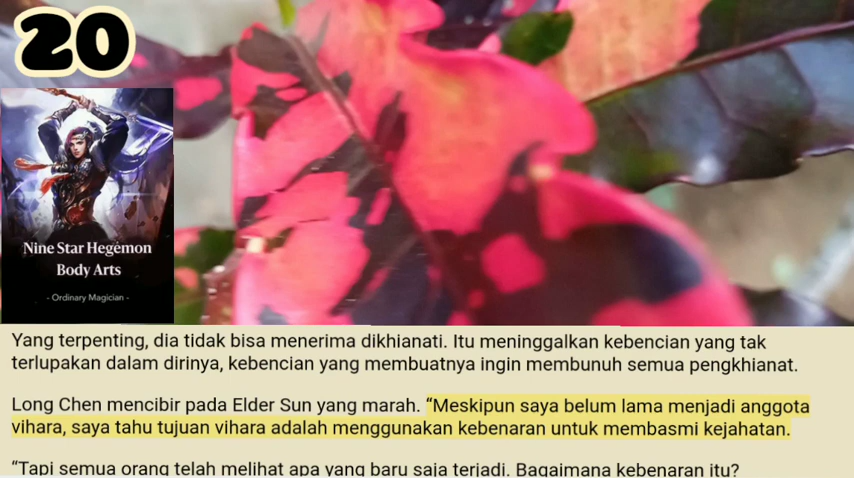 20
Nine Star Hegemon
Body Arts
- Ordinary Magician -
Yang terpenting, dia tidak bisa menerima dikhianati. Itu meninggalkan kebencian yang tak
terlupakan dalam dirinya, kebencian yang membuatnya ingin membunuh semua pengkhianat.
Long Chen mencibir pada Elder Sun yang marah. “Meskipun saya belum lama menjadi anggota
vihara, saya tahu tujuan vihara adalah menggunakan kebenaran untuk membasmi kejahatan.
“Tapi semua orang telah melihat apa yang baru saja terjadi. Bagaimana kebenaran itu?